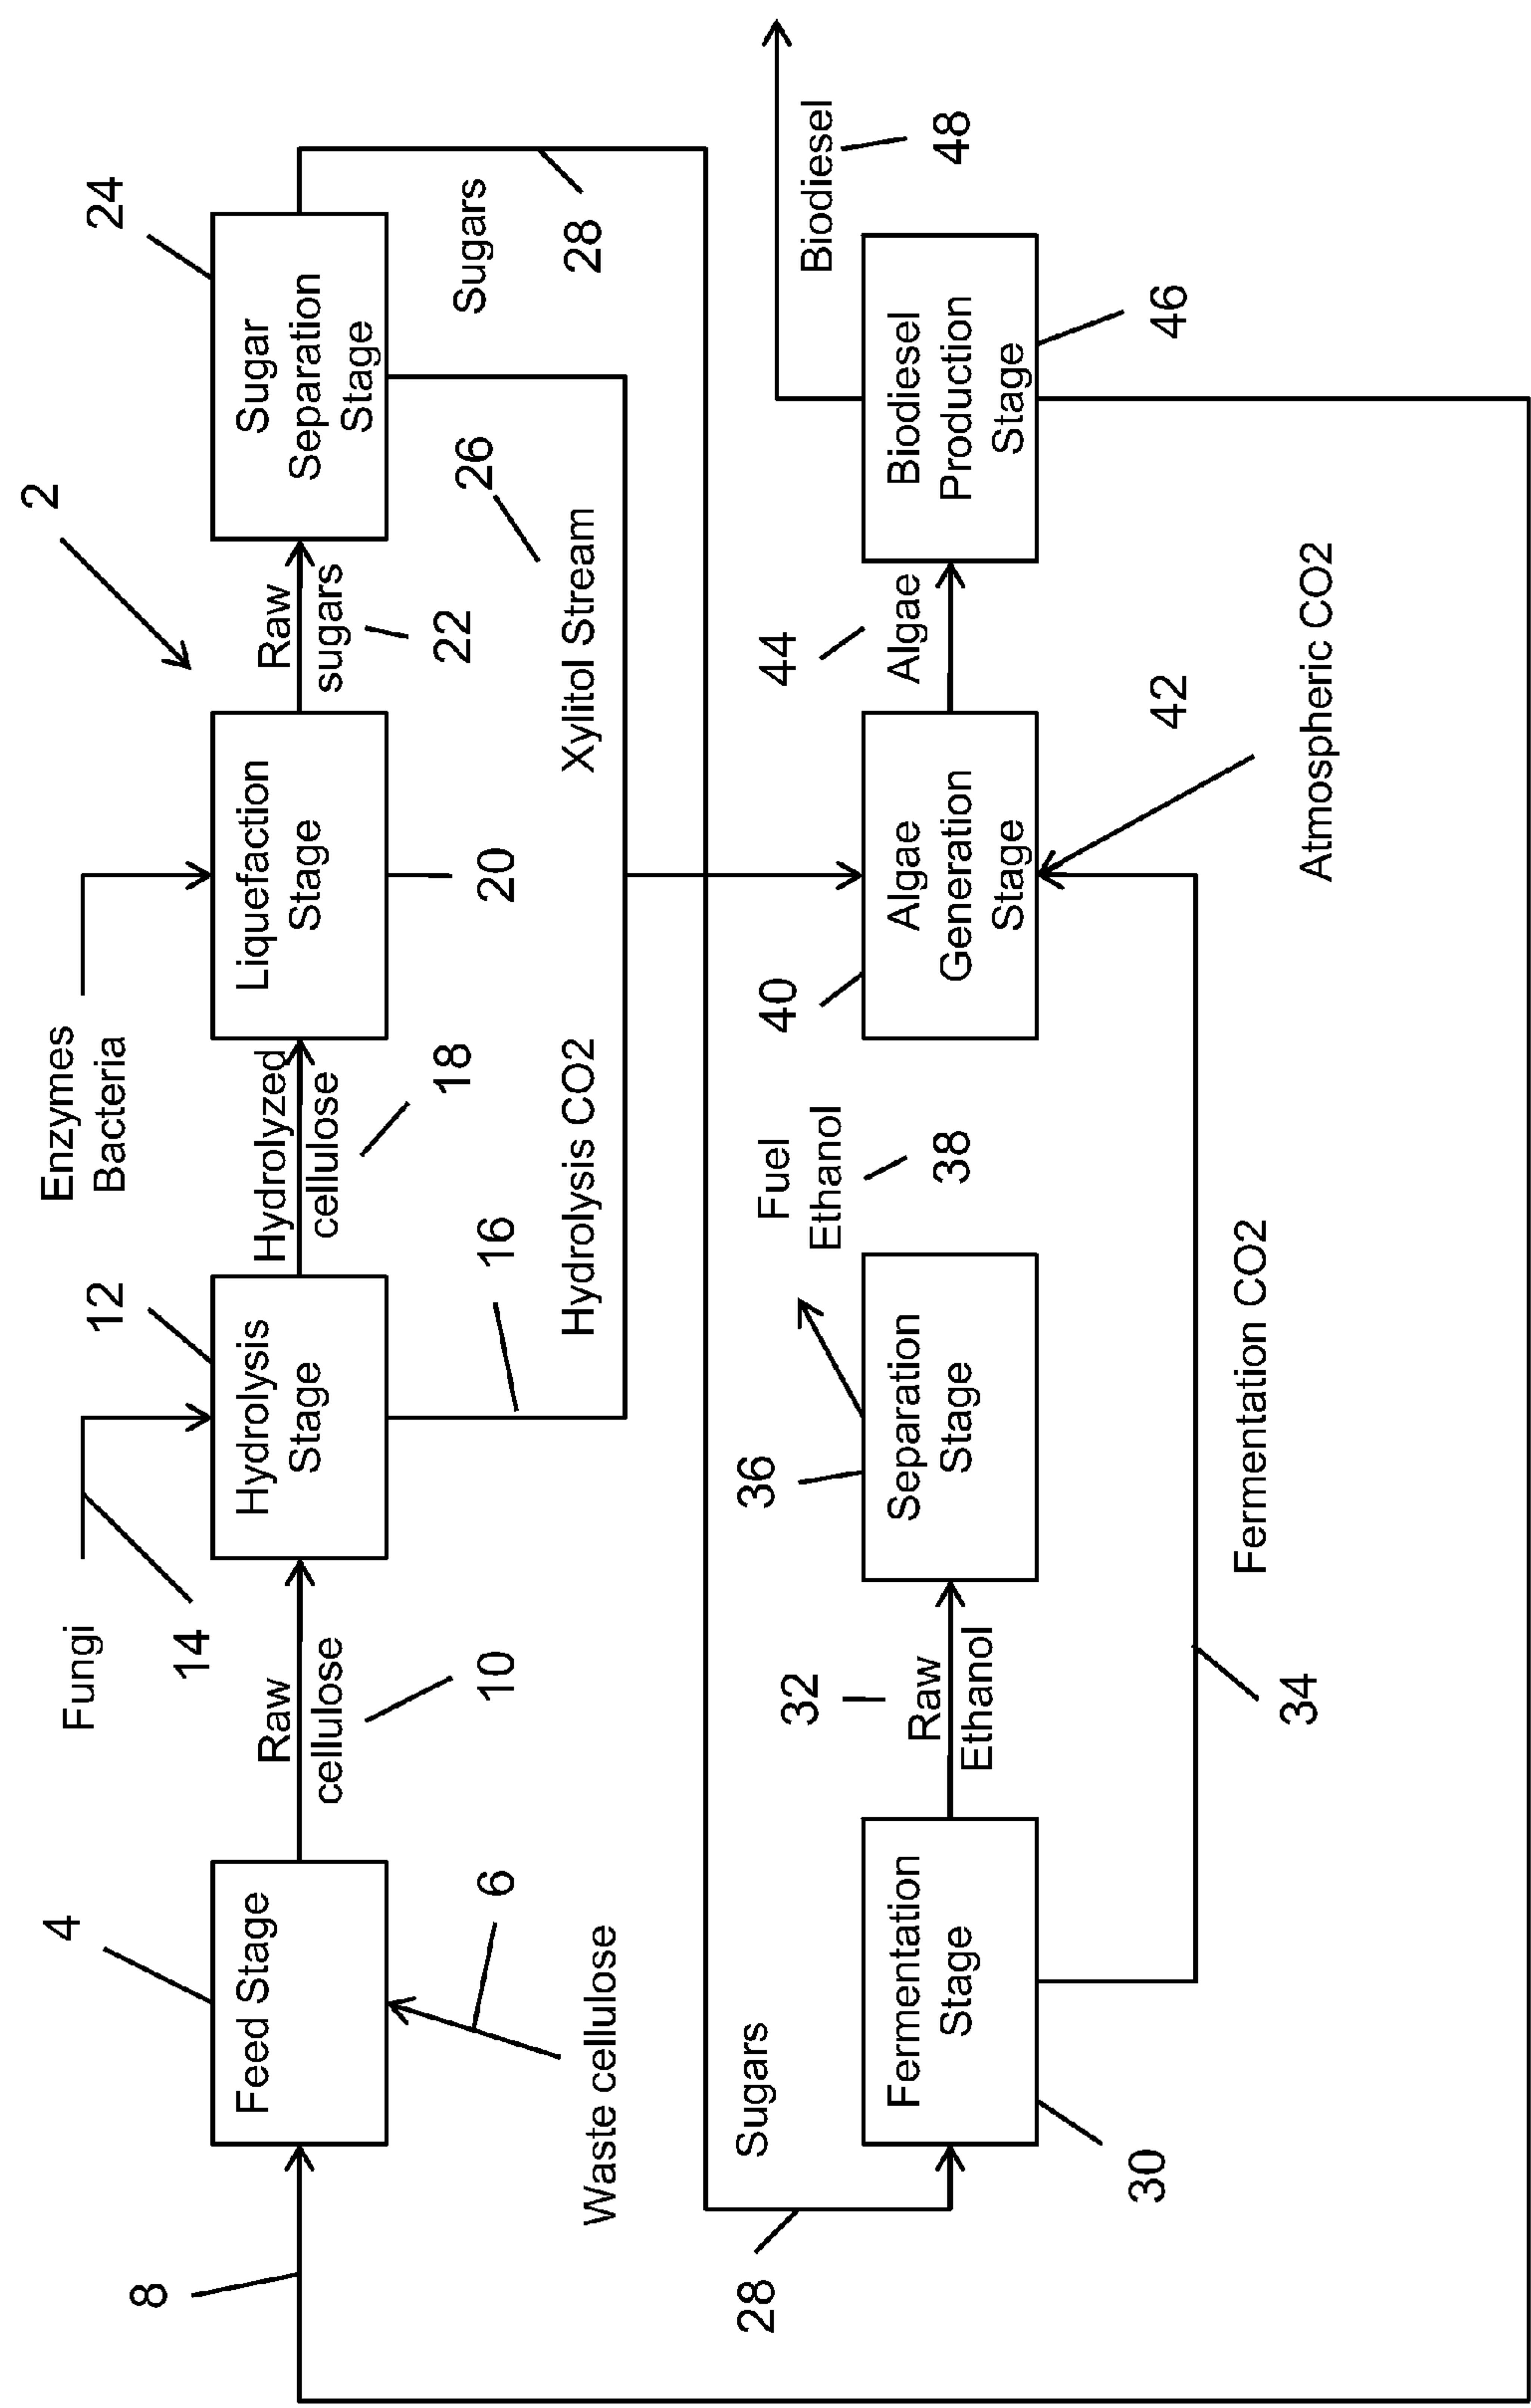 2
4
Feed Stage
8
6
Waste cellulose
Raw
cellulose
10
Fungi
14
12
Hydrolysis
Stage
16
Hydrolysis CO2
Hydrolyzed
cellulose
18
Enzymes
Bacteria
Liquefaction
Stage
20
Raw
sugars
22
24
Sugar
Separation
Stage
26
Xylitol Stream
Sugars
28
Sugars
28
Fermentation
Stage
30
32
Raw
Ethanol
34
Fermentation CO2
36
Separation
Stage
Fuel
Ethanol
38
40
Algae
Generation
Stage
42
Atmospheric CO2
44
Algae
Biodiesel
Production
Stage
46
Biodiesel
48